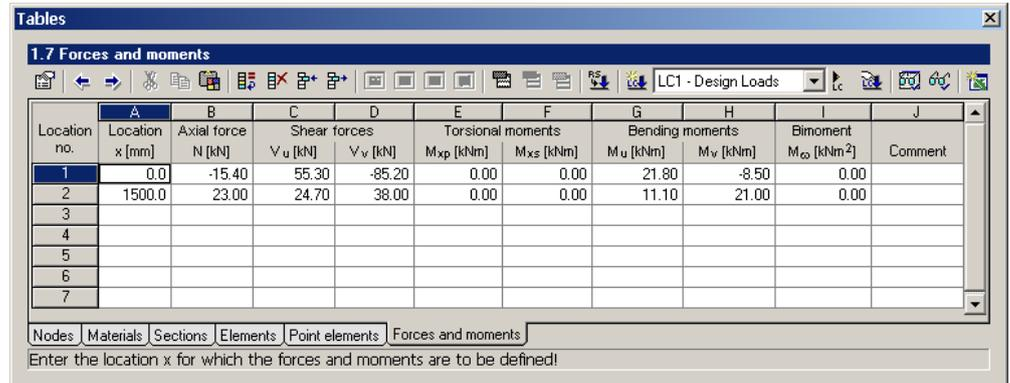 Tables
1.7 Forces and moments
LC1 - Design Loads
A B C D E F G H I J
Location Location Axial force Shear forces Torsional moments Bending moments Bimoment
no. x [mm] N [kN] Vu [kN] Vv [kN] Mxp [kNm] Mxs [kNm] Mu [kNm] Mv [kNm] Mω [kNm²] Comment
1 0.0 -15.40 55.30 -85.20 0.00 0.00 21.80 -8.50 0.00
2 1500.0 23.00 24.70 38.00 0.00 0.00 11.10 21.00 0.00
3
4
5
6
7
Nodes Materials Sections Elements Point elements Forces and moments
Enter the location x for which the forces and moments are to be defined!